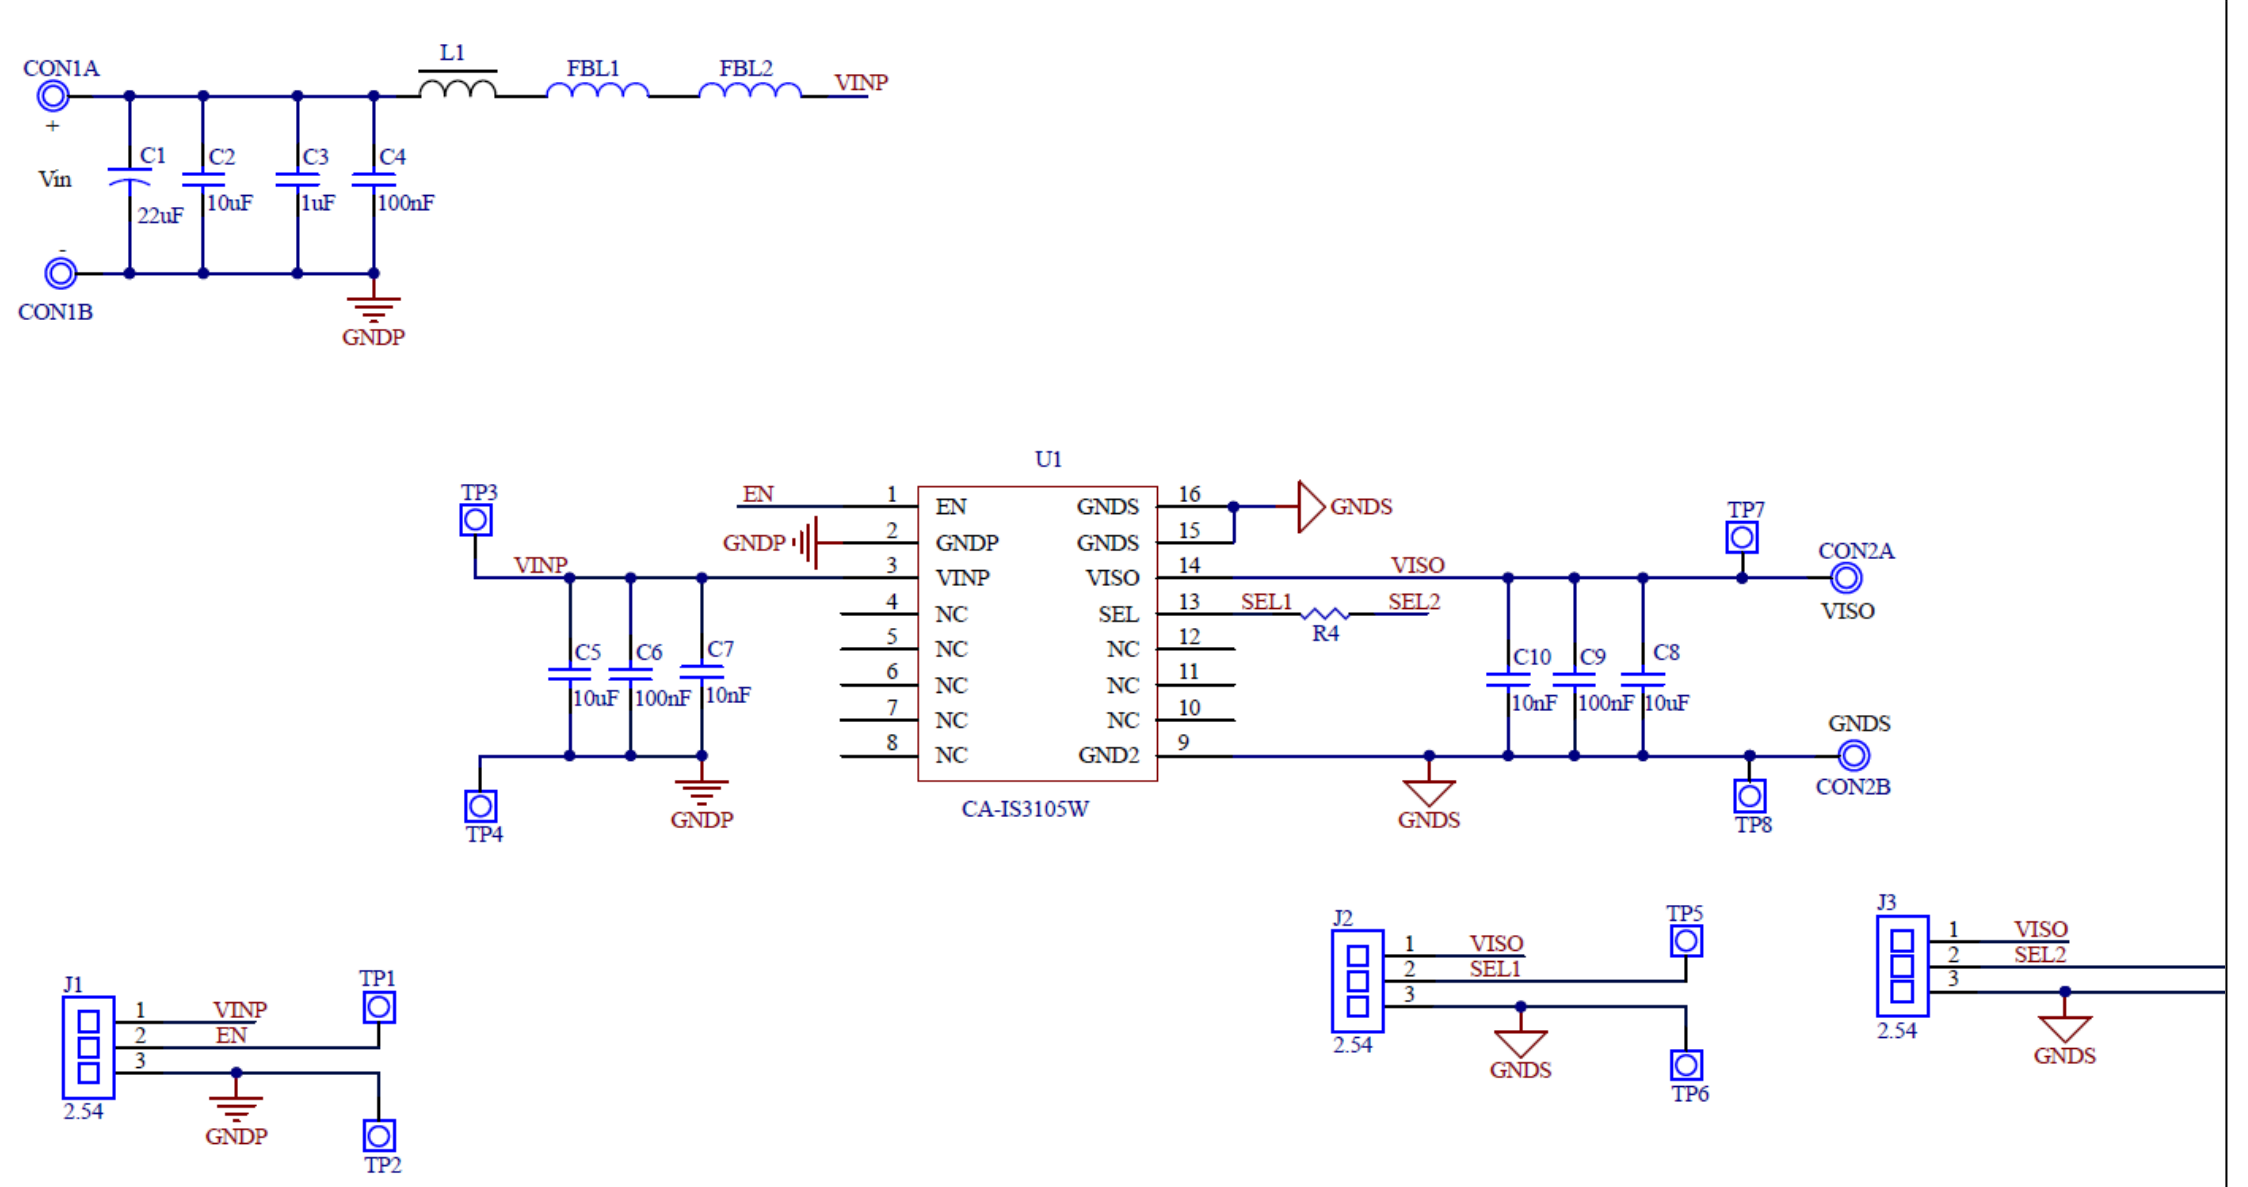 L1
CON1A
FBL1
FBL2
VINP
+
C1
C2
C3
C4
Vin
22uF
10uF
1uF
100nF
-
CON1B
GNDP
U1
TP3
EN
1
EN
GNDS
16
GNDS
TP7
GNDP
2
GNDP
GNDS
15
CON2A
VINP
3
VINP
VISO
14
VISO
VISO
4
NC
SEL
13
SEL1
SEL2
R4
5
NC
NC
12
C5
C6
C7
C10
C9
C8
6
NC
NC
11
10uF
100nF
10nF
10nF
100nF
10uF
7
NC
NC
10
GNDS
8
NC
GND2
9
CON2B
TP4
GNDP
CA-IS3105W
GNDS
TP8
J1
1
VINP
2
EN
3
2.54
GNDP
TP1
TP2
J2
1
VISO
2
SEL1
3
2.54
GNDS
TP5
TP6
J3
1
VISO
2
SEL2
3
2.54
GNDS